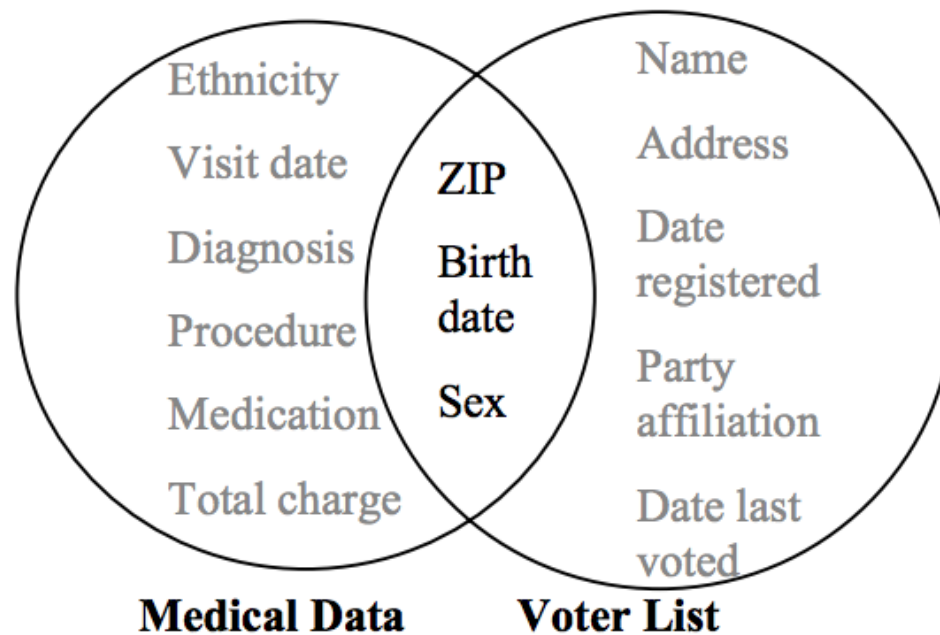 Ethnicity
Visit date
Diagnosis
Procedure
Medication
Total charge
ZIP
Birth
date
Sex
Name
Address
Date
registered
Party
affiliation
Date last
voted
Medical Data
Voter List